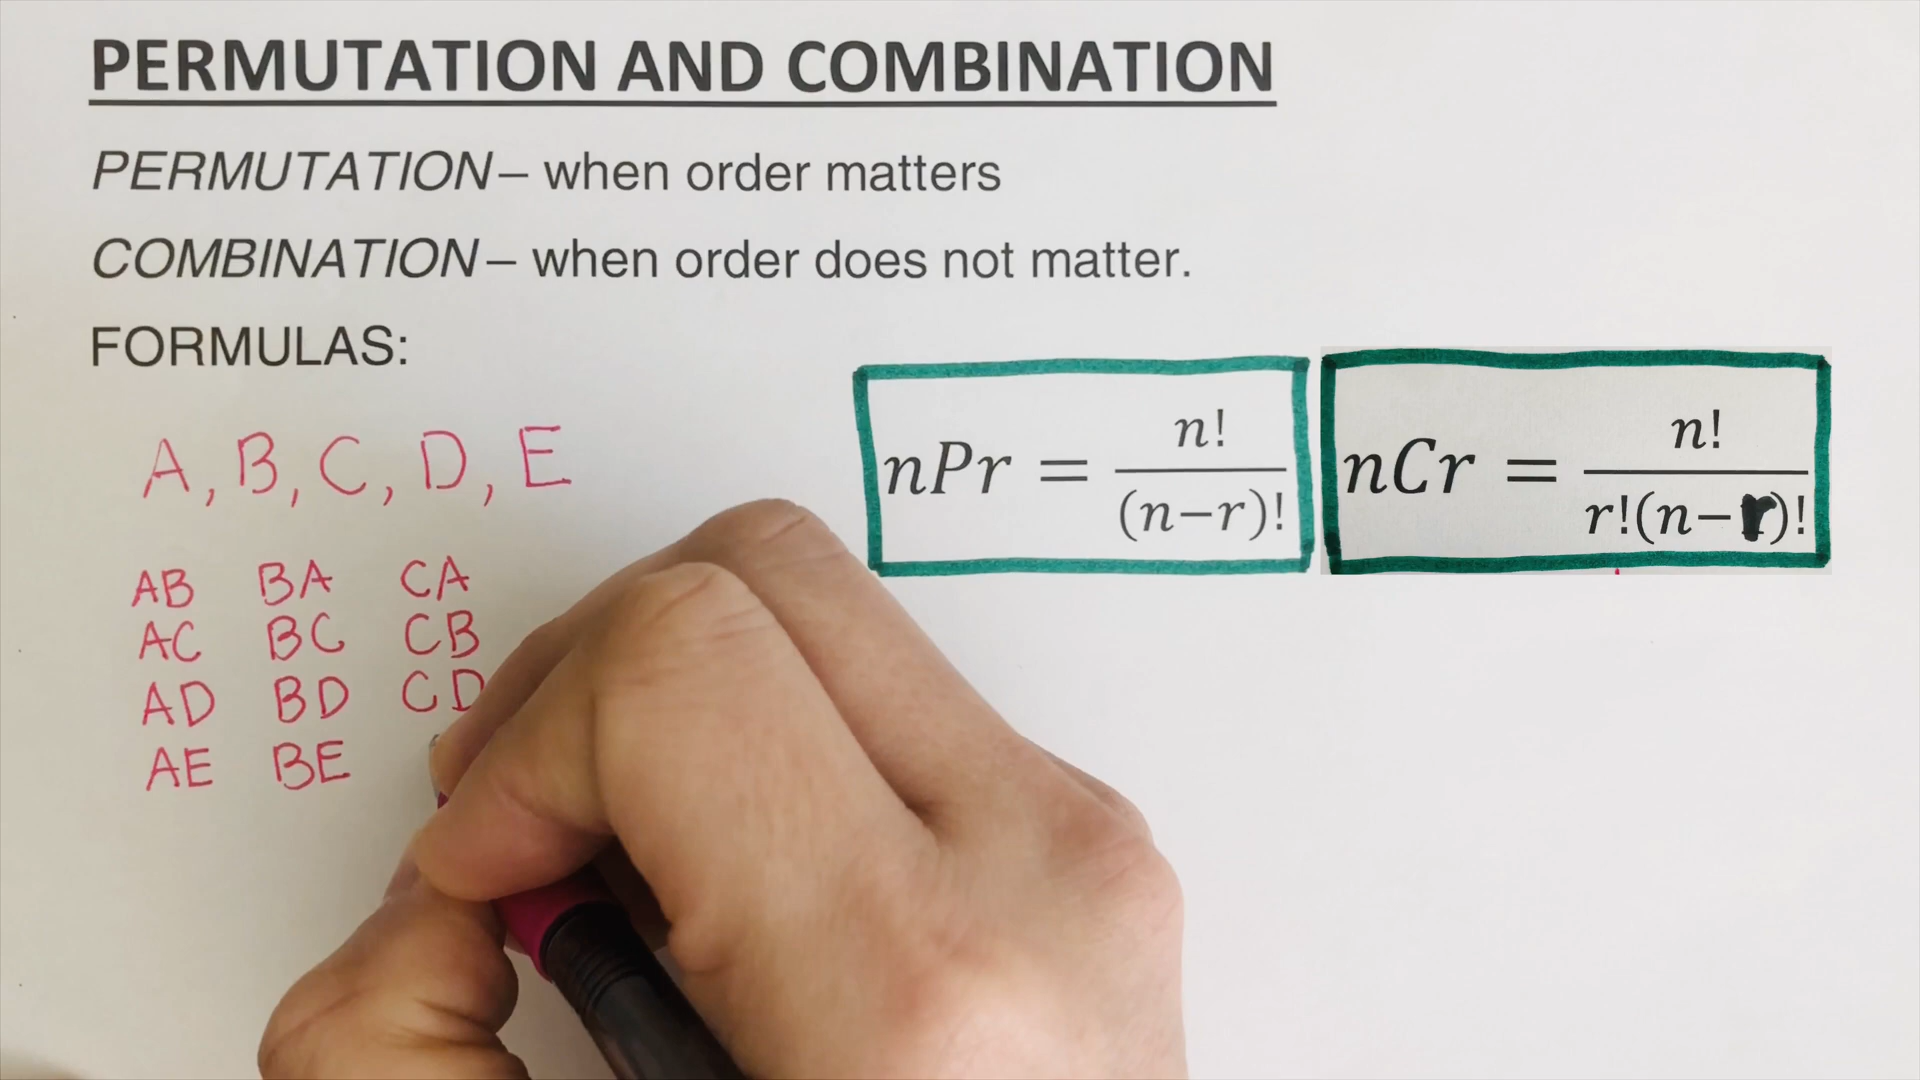 PERMUTATION AND COMBINATION
PERMUTATION – when order matters
COMBINATION – when order does not matter.
FORMULAS:
nPr = n!/(n−r)!
nCr = n!/r!(n−r)!
A, B, C, D, E
AB BA CA
AC BC CB
AD BD CD
AE BE